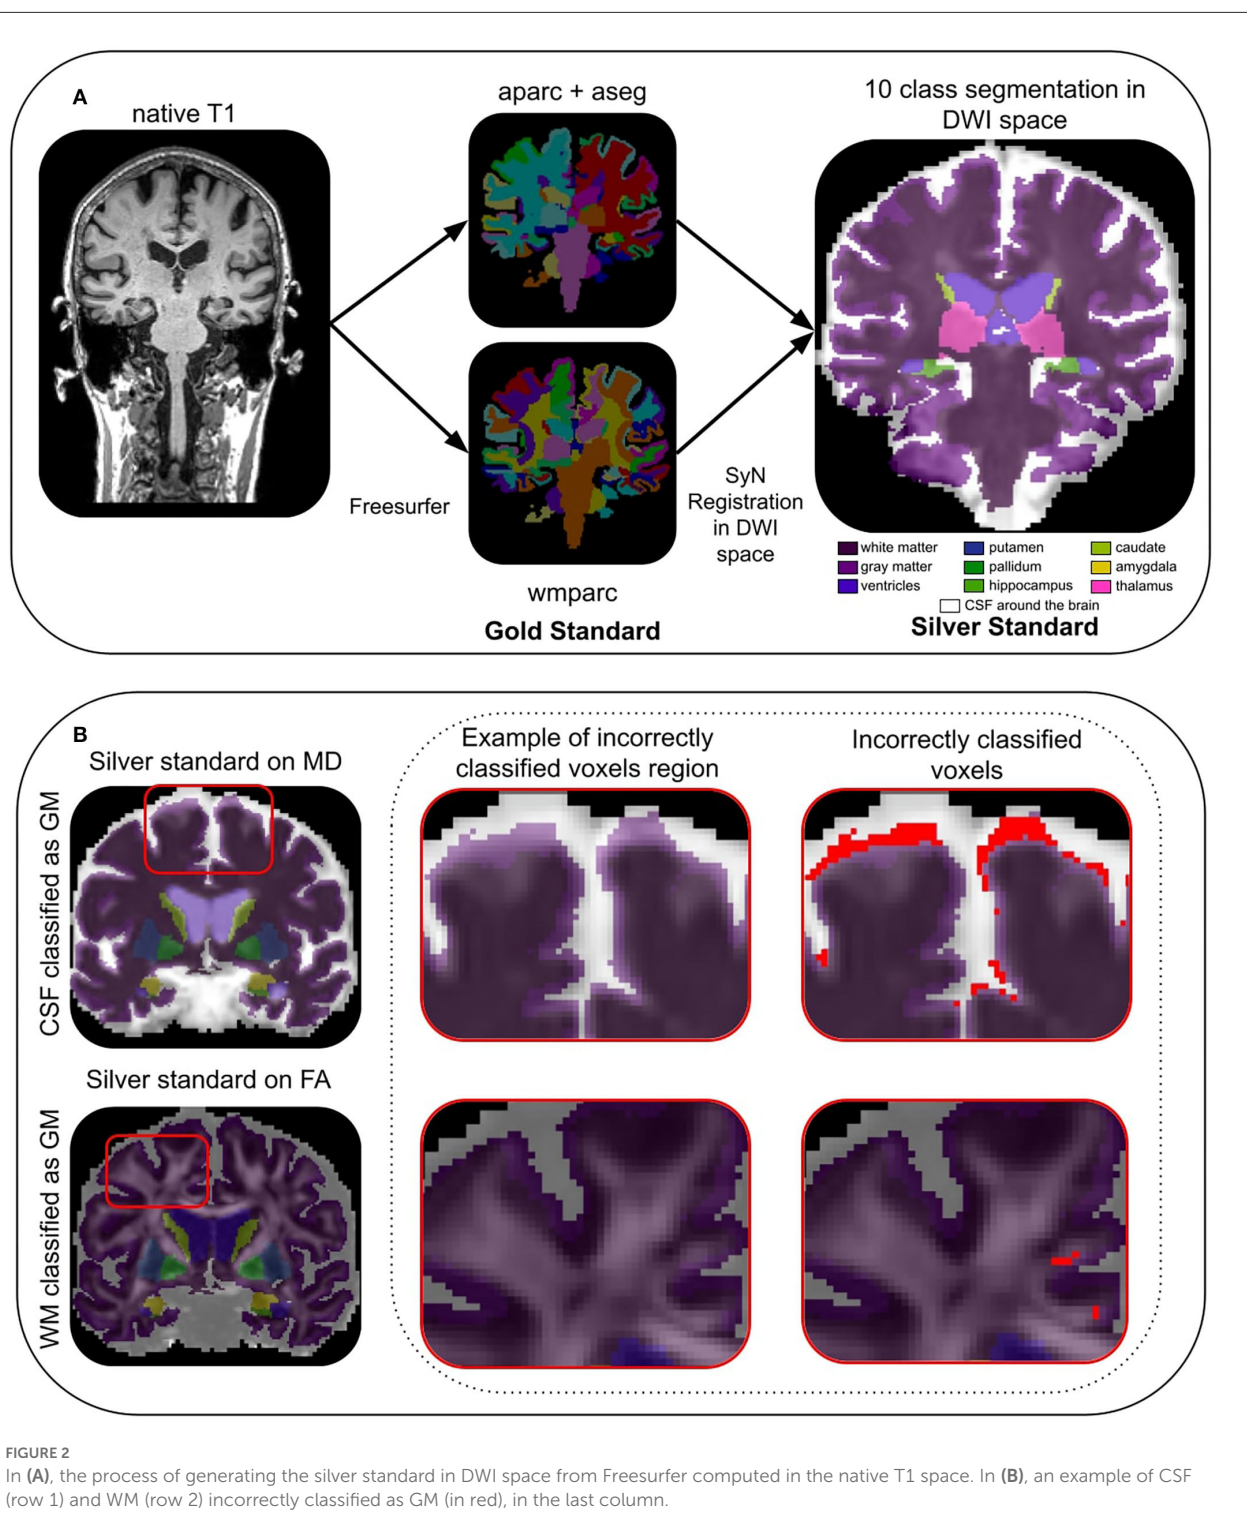 A
native T1
aparc + aseg
10 class segmentation in
DWI space
Freesurfer
SyN
Registration
in DWI
space
wmparc
Gold Standard
white matter
putamen
caudate
gray matter
pallidum
amygdala
ventricles
hippocampus
thalamus
CSF around the brain
Silver Standard
B
Silver standard on MD
Example of incorrectly
classified voxels region
Incorrectly classified
voxels
CSF classified as GM
Silver standard on FA
WM classified as GM
FIGURE 2
In (A), the process of generating the silver standard in DWI space from Freesurfer computed in the native T1 space. In (B), an example of CSF
(row 1) and WM (row 2) incorrectly classified as GM (in red), in the last column.